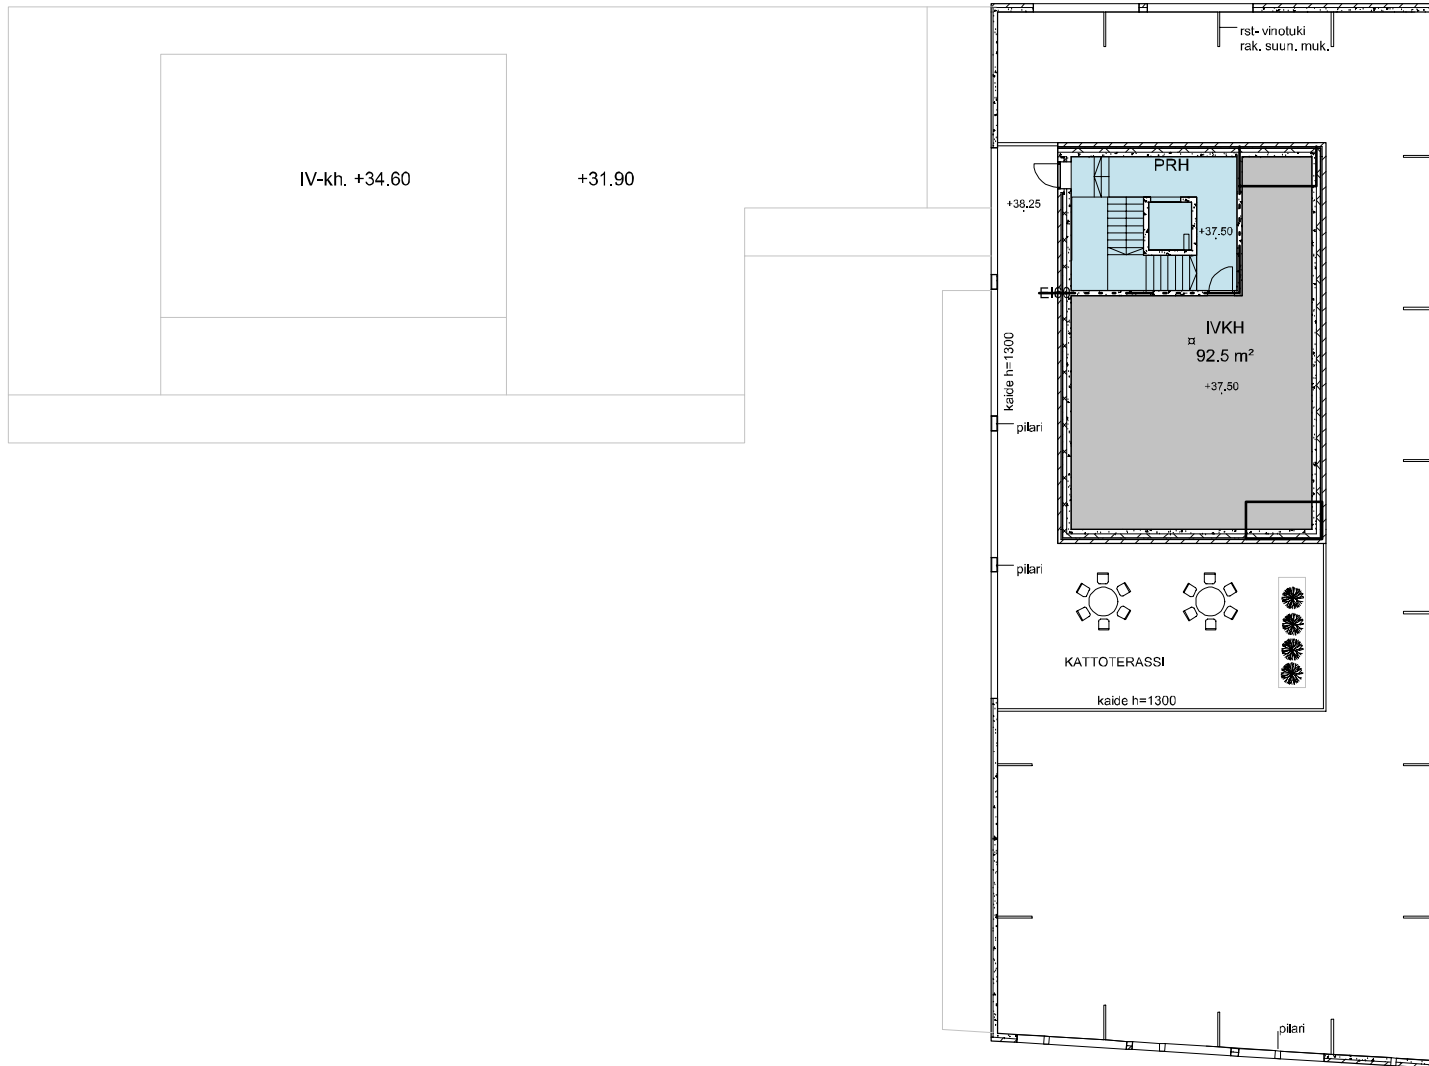 rst- vinotuki
rak. suun. muk.
IV-kh. +34.60
+31.90
PRH
+38.25
+37.50
EI60
IVKH
92.5 m²
+37.50
kaide h=1300
pilari
pilari
KATTOTERASSI
kaide h=1300
pilari